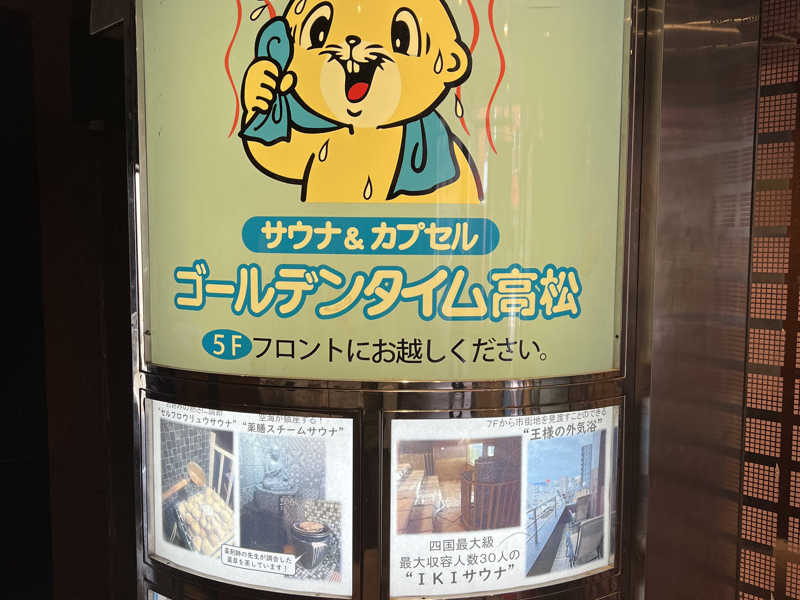 サウナ&カプセル
ゴールデンタイム高松
5F フロントにお越しください。
"セルフロウリュウサウナ"
空海が鎮座する!
"薬膳スチームサウナ"
薬剤師の先生が調合した
薬草を蒸しています!
7Fから市街地を見渡すことのできる
"王様の外気浴"
四国最大級
最大収容人数30人の
"IKIサウナ"